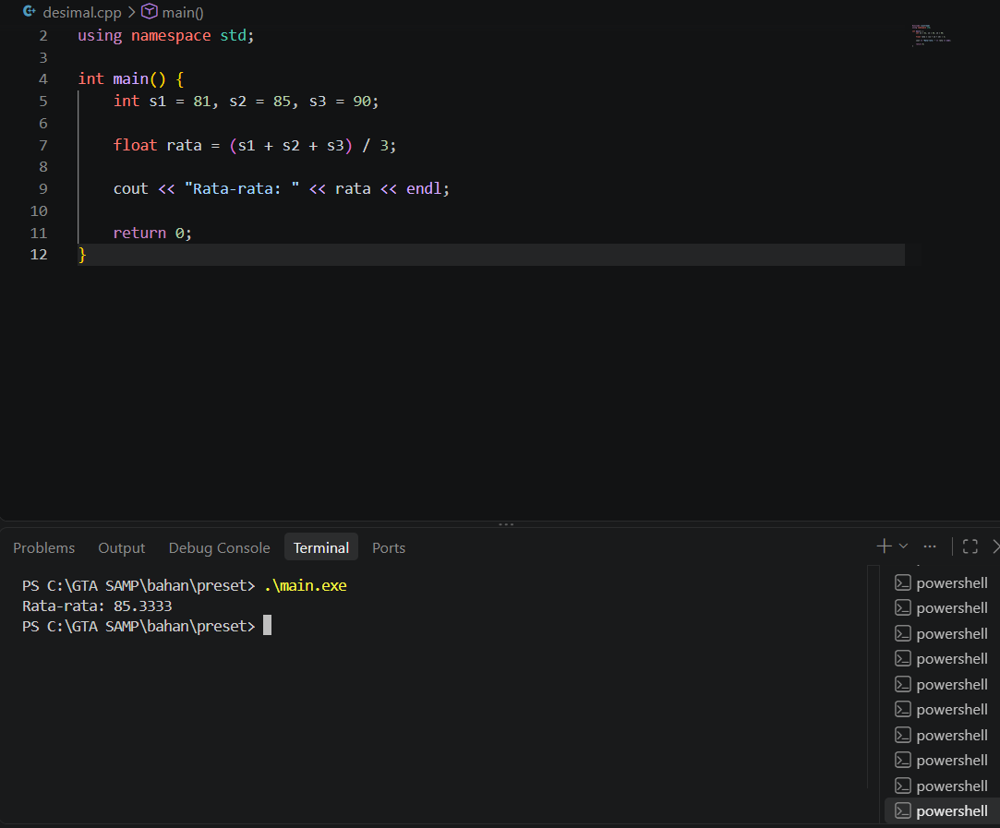 desimal.cpp > main()
2 using namespace std;
3
4 int main() {
5 int s1 = 81, s2 = 85, s3 = 90;
6
7 float rata = (s1 + s2 + s3) / 3;
8
9 cout << "Rata-rata: " << rata << endl;
10
11 return 0;
12 }
Problems Output Debug Console Terminal Ports
PS C:\GTA SAMP\bahan\preset> .\main.exe
Rata-rata: 85.3333
PS C:\GTA SAMP\bahan\preset>
powershell
powershell
powershell
powershell
powershell
powershell
powershell
powershell
powershell
powershell